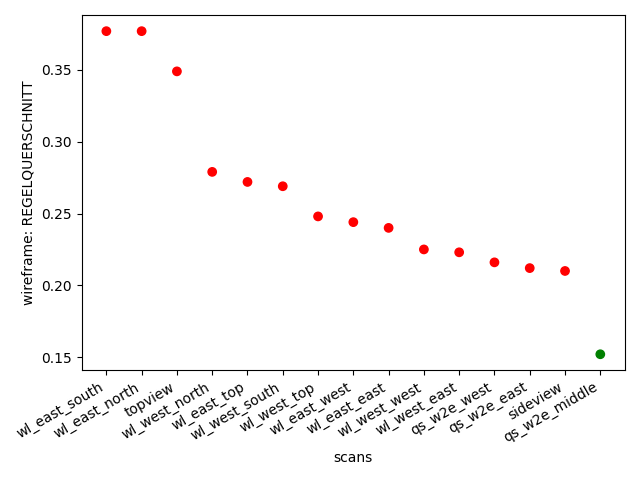 0.35
0.30
0.25
0.20
0.15
wireframe: REGELQUERSCHNITT
wl_east_south
wl_east_north
topview
wl_west_north
wl_east_top
wl_west_south
wl_west_top
wl_east_west
wl_east_east
wl_west_west
wl_west_east
qs_w2e_west
qs_w2e_east
sideview
qs_w2e_middle
scans